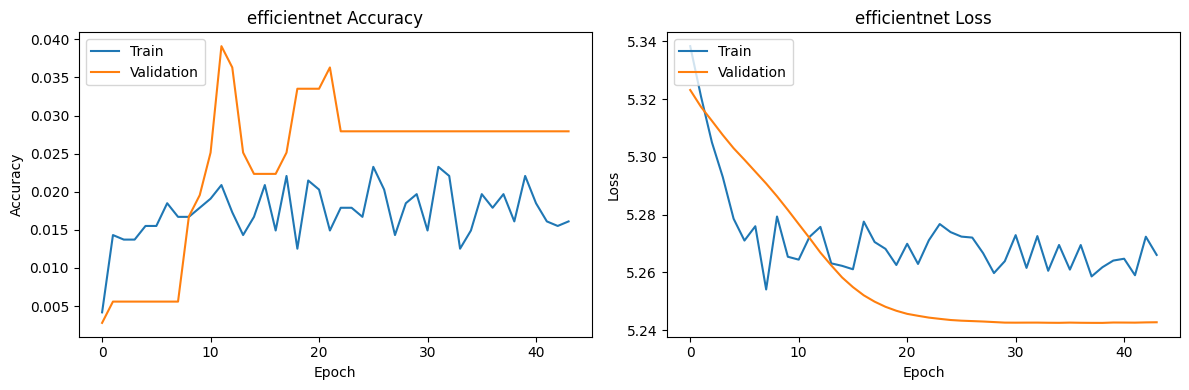 efficientnet Accuracy
Train
Validation
0.040
0.035
0.030
0.025
0.020
0.015
0.010
0.005
Accuracy
0
10
20
30
40
Epoch
efficientnet Loss
Train
Validation
5.34
5.32
5.30
5.28
5.26
5.24
Loss
0
10
20
30
40
Epoch